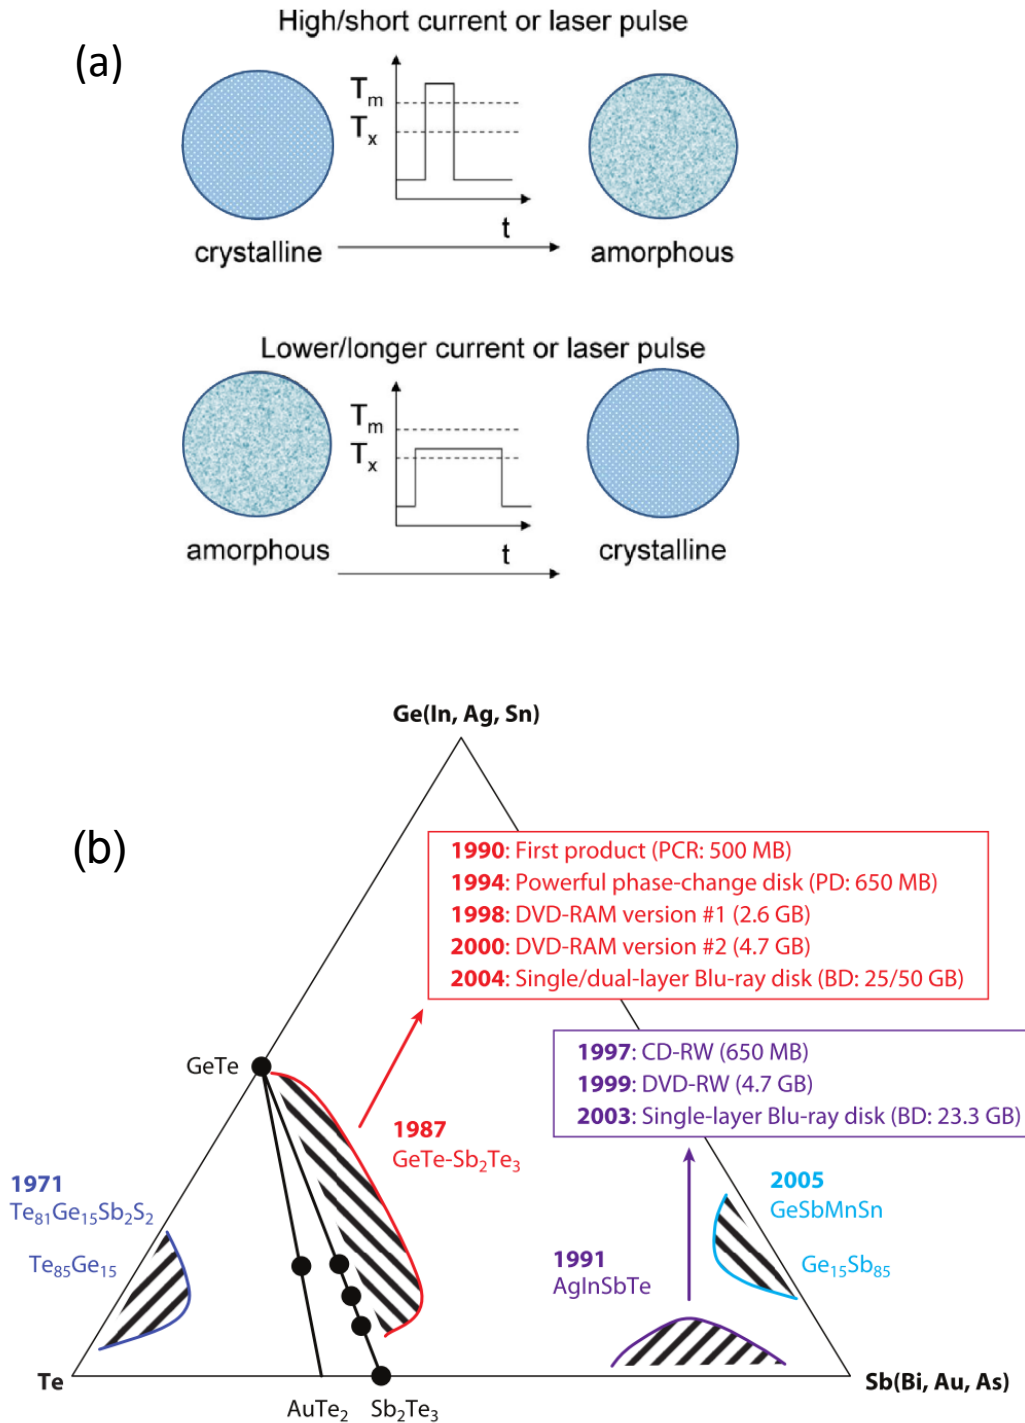 (a)
High/short current or laser pulse
Tm
Tx
t
crystalline
amorphous
Lower/longer current or laser pulse
Tm
Tx
t
amorphous
crystalline
(b)
Ge(In, Ag, Sn)
1990: First product (PCR: 500 MB)
1994: Powerful phase-change disk (PD: 650 MB)
1998: DVD-RAM version #1 (2.6 GB)
2000: DVD-RAM version #2 (4.7 GB)
2004: Single/dual-layer Blu-ray disk (BD: 25/50 GB)
1997: CD-RW (650 MB)
1999: DVD-RW (4.7 GB)
2003: Single-layer Blu-ray disk (BD: 23.3 GB)
GeTe
1987
GeTe-Sb₂Te₃
1971
Te₈₁Ge₁₅Sb₂S₂
Te₈₅Ge₁₅
2005
GeSbMnSn
Ge₁₅Sb₈₅
1991
AgInSbTe
Te
AuTe₂
Sb₂Te₃
Sb(Bi, Au, As)